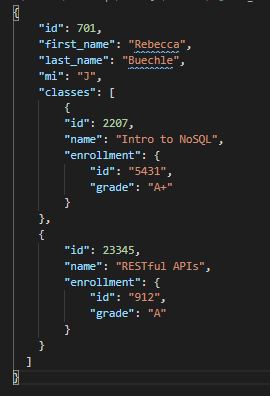 {
"id": 701,
"first_name": "Rebecca",
"last_name": "Buechle",
"mi": "J",
"classes": [
{
"id": 2207,
"name": "Intro to NoSQL",
"enrollment": {
"id": "5431",
"grade": "A+"
}
},
{
"id": 23345,
"name": "RESTful APIs",
"enrollment": {
"id": "912",
"grade": "A"
}
}
]
}